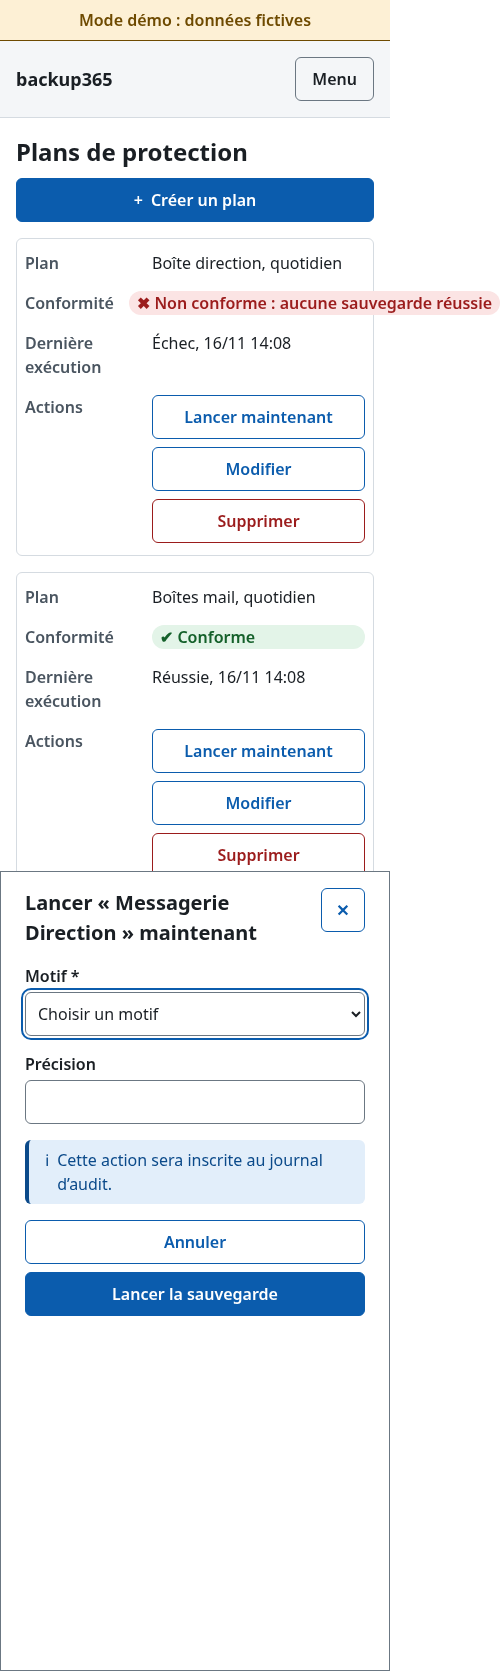 Mode démo : données fictives
backup365
Menu
Plans de protection
+ Créer un plan
Plan
Boîte direction, quotidien
Conformité
✖ Non conforme : aucune sauvegarde réussie
Dernière
exécution
Échec, 16/11 14:08
Actions
Lancer maintenant
Modifier
Supprimer
Plan
Boîtes mail, quotidien
Conformité
✔ Conforme
Dernière
exécution
Réussie, 16/11 14:08
Actions
Lancer maintenant
Modifier
Supprimer
Lancer « Messagerie
Direction » maintenant
×
Motif *
Choisir un motif
Précision
i Cette action sera inscrite au journal
d’audit.
Annuler
Lancer la sauvegarde